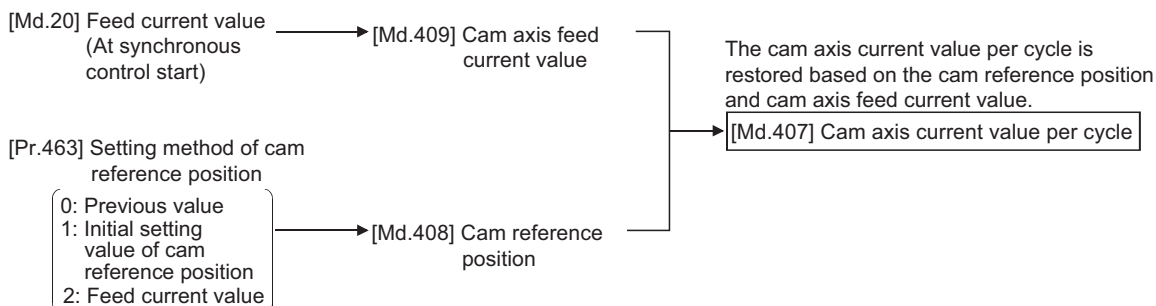 [Md.20] Feed current value
(At synchronous
control start)
[Md.409] Cam axis feed
current value
The cam axis current value per cycle is
restored based on the cam reference position
and cam axis feed current value.
[Md.407] Cam axis current value per cycle
[Pr.463] Setting method of cam
reference position
0: Previous value
1: Initial setting
value of cam
reference position
2: Feed current value
[Md.408] Cam reference
position